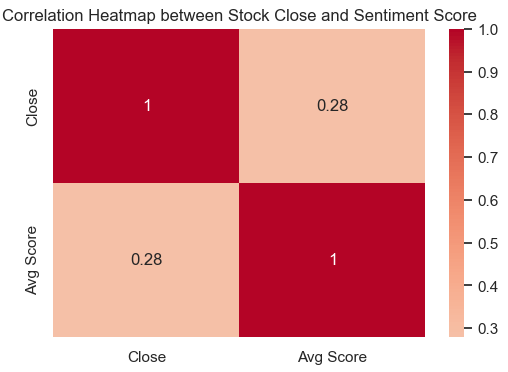 Correlation Heatmap between Stock Close and Sentiment Score
Close
1
0.28
Avg Score
0.28
1
Close
Avg Score
1.0
0.9
0.8
0.7
0.6
0.5
0.4
0.3